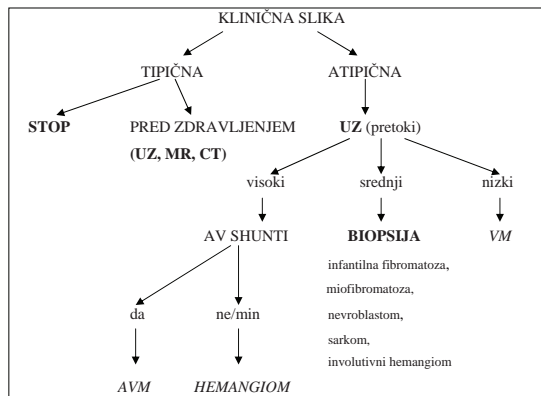 KLINIČNA SLIKA
TIPIČNA ATIPIČNA
STOP PRED ZDRAVLJENJEM UZ (pretoki)
(UZ, MR, CT)
visoki srednji nizki
AV SHUNTI BIOPSIJA VM
infantilna fibromatoza,
miofibromatoza,
da ne/min nevroblastom,
sarkom,
involutivni hemangiom
AVM HEMANGIOM